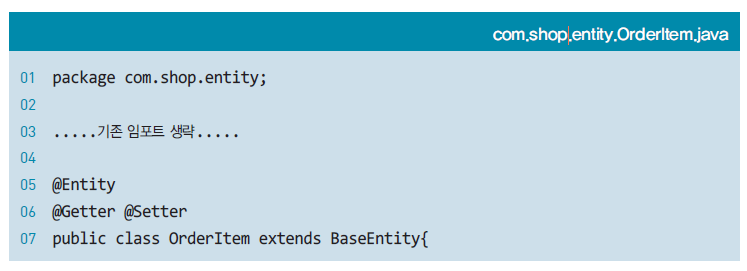 com.shop.entity.OrderItem.java
01 package com.shop.entity;
02
03 .....기존 임포트 생략.....
04
05 @Entity
06 @Getter @Setter
07 public class OrderItem extends BaseEntity{